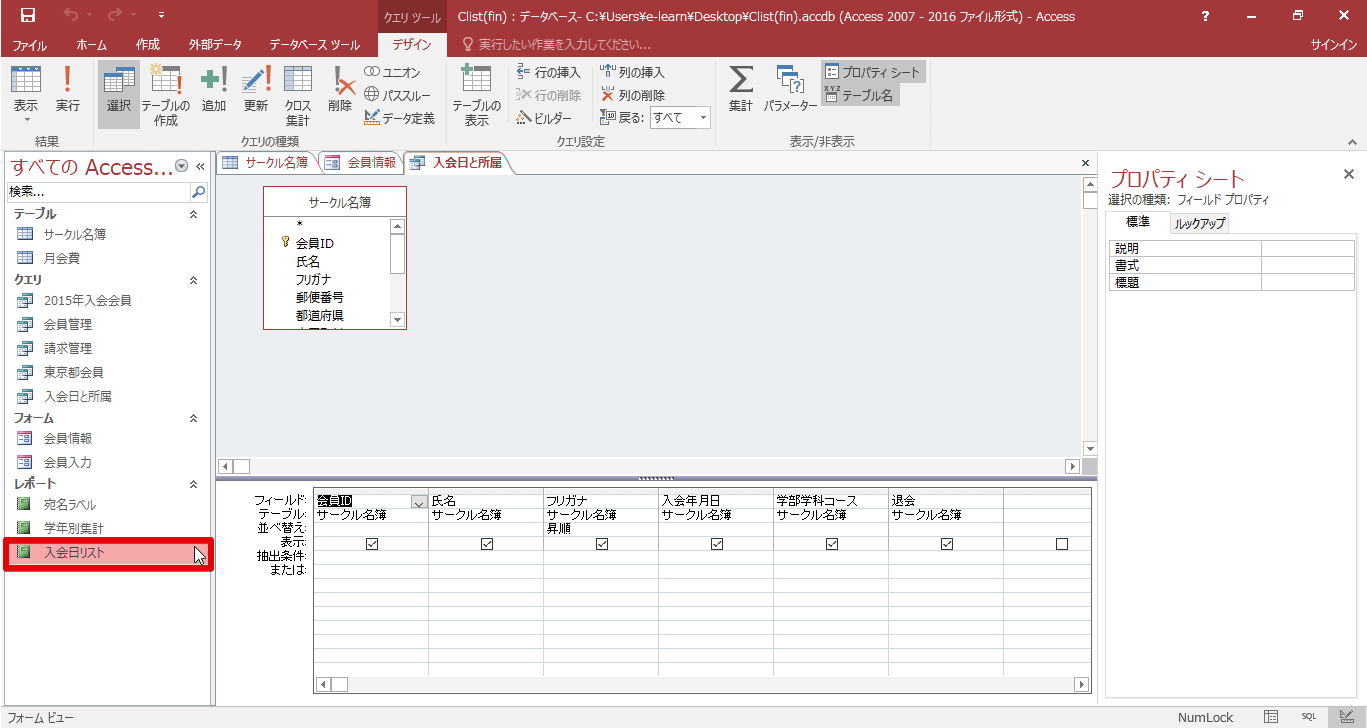 クエリ ツール
Clist(fin) : データベース- C:¥Users¥e-learn¥Desktop¥Clist(fin).accdb (Access 2007 - 2016 ファイル形式) - Access
?
ファイル ホーム 作成 外部データ データベース ツール デザイン 実行したい作業を入力してください... サインイン
表示
実行
結果
選択
テーブルの
作成
追加
更新
クロス
集計
削除
ユニオン
パススルー
データ定義
クエリの種類
テーブルの
表示
行の挿入
行の削除
ビルダー
列の挿入
列の削除
戻る: すべて
クエリ設定
集計
パラメーター
プロパティ シート
テーブル名
表示/非表示
すべての Access... «
検索...
テーブル
サークル名簿
月会費
クエリ
2015年入会会員
会員管理
請求管理
東京都会員
入会日と所属
フォーム
会員情報
会員入力
レポート
宛名ラベル
学年別集計
入会日リスト
サークル名簿 会員情報 入会日と所属
サークル名簿
*
会員ID
氏名
フリガナ
郵便番号
都道府県
フィールド: 会員ID 氏名 フリガナ 入会年月日 学部学科コース 退会
テーブル: サークル名簿 サークル名簿 サークル名簿 サークル名簿 サークル名簿 サークル名簿
並べ替え: 昇順
表示:
抽出条件:
または:
プロパティ シート
選択の種類: フィールド プロパティ
標準 ルックアップ
説明
書式
標題
フォーム ビュー
NumLock
SQL